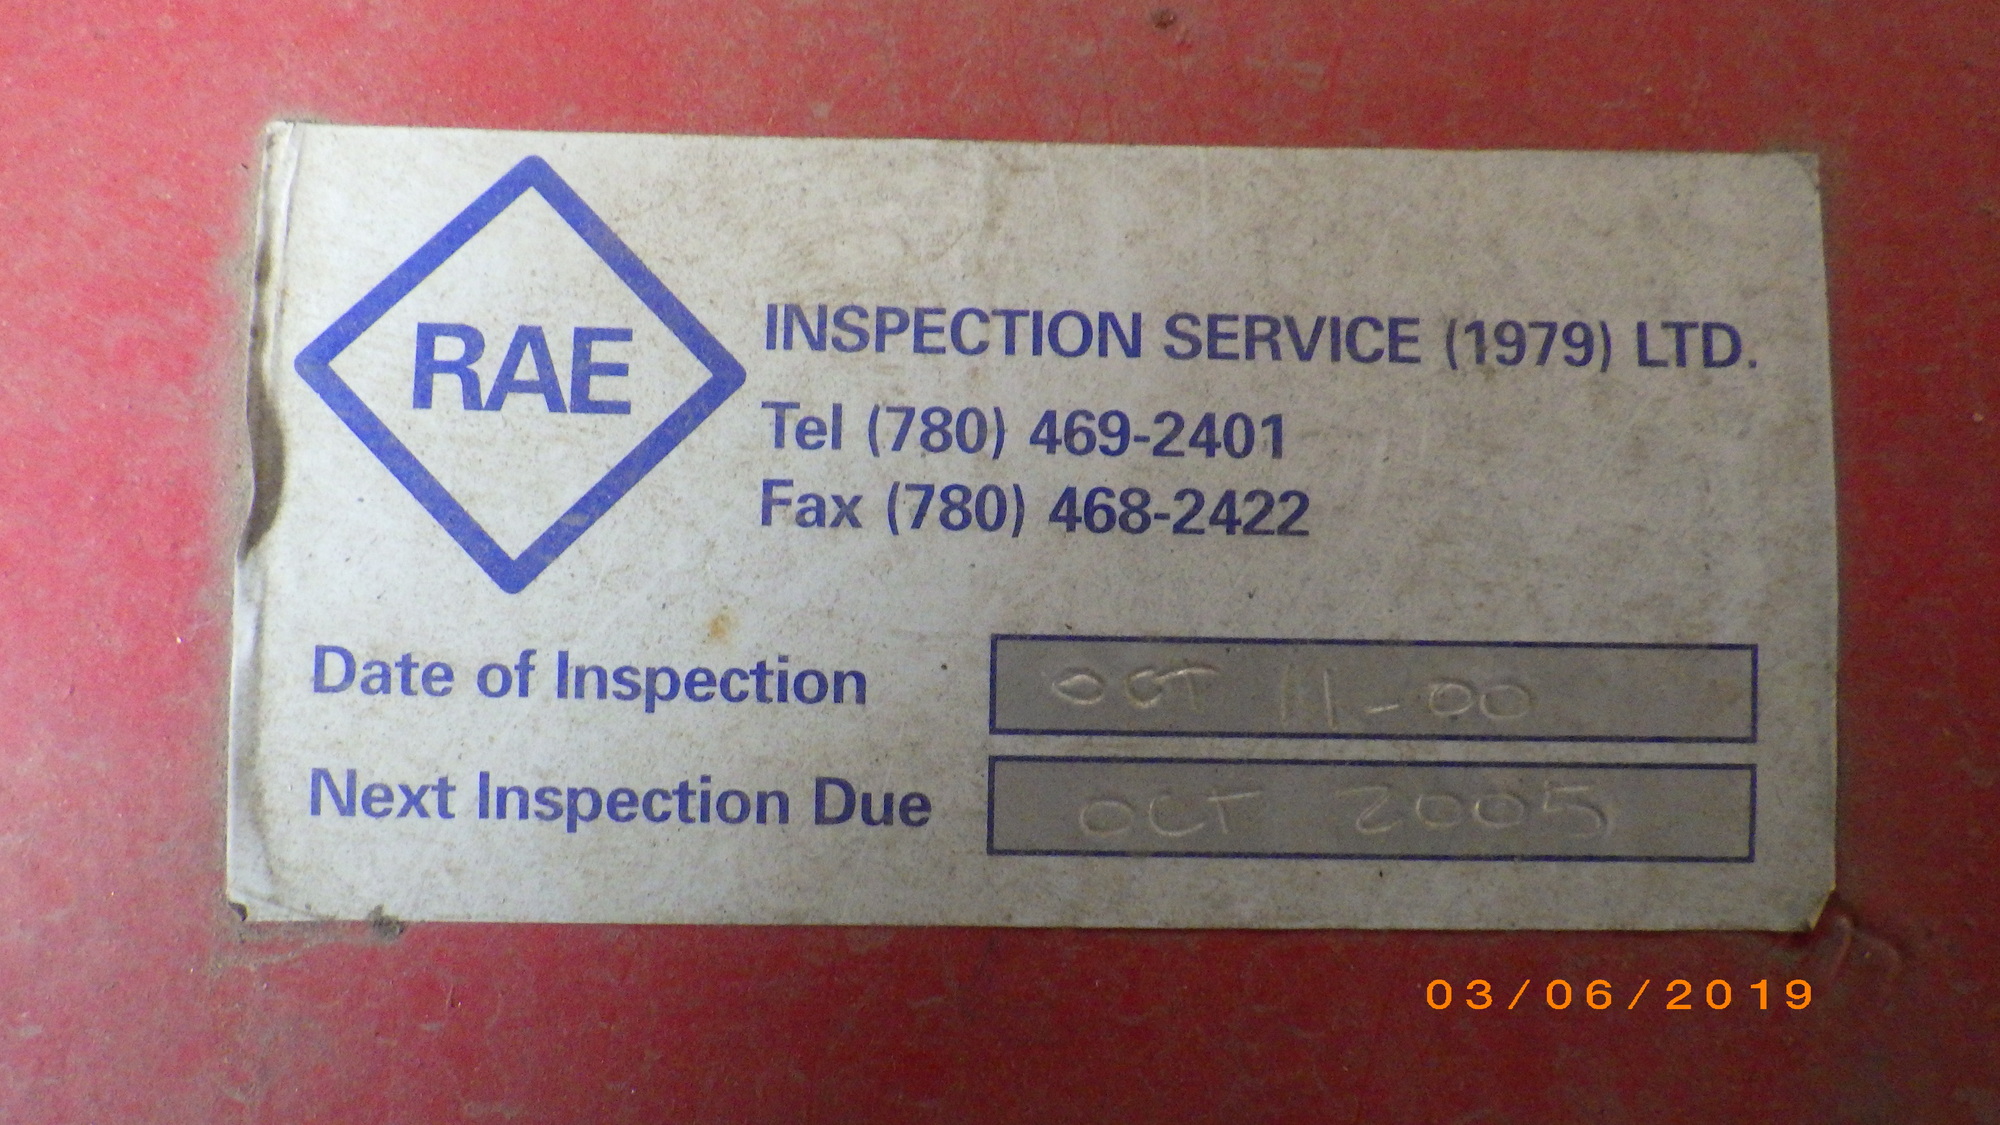 RAE
INSPECTION SERVICE (1979) LTD.
Tel (780) 469-2401
Fax (780) 468-2422
Date of Inspection OCT 11-00
Next Inspection Due OCT 2005
03/06/2019